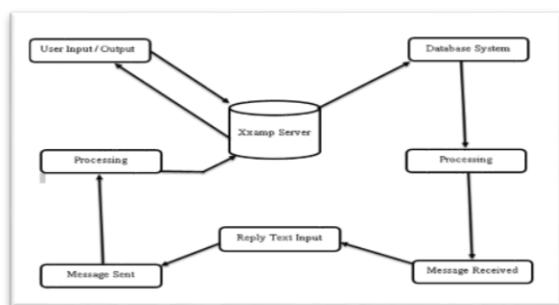 User Input / Output
Database System
Xxamp Server
Processing
Processing
Reply Text Input
Message Sent
Message Received